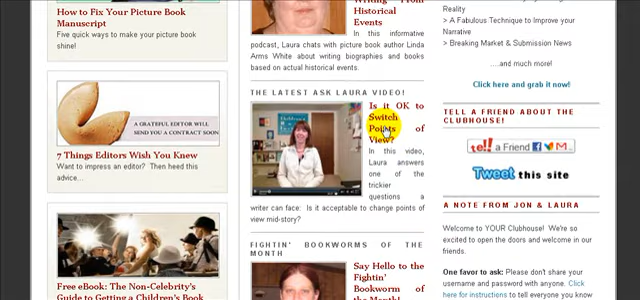 How to Fix Your Picture Book
Manuscript
Five quick ways to make your picture book
shine!
A GRATEFUL EDITOR WILL
SEND YOU A CONTRACT SOON
7 Things Editors Wish You Knew
Want to impress an editor? Then heed this
advice...
Free eBook: The Non-Celebrity's
Guide to Getting a Children's Book
Writing From
Historical
Events
In this informative
podcast, Laura chats with picture book author Linda
Arms White about writing biographies and books
based on actual historical events.
THE LATEST ASK LAURA VIDEO!
Is it OK to
Switch
Points of
View?
In this video,
Laura answers
one of the
trickier
questions a
writer can face: Is it acceptable to change points of
view mid-story?
FIGHTIN' BOOKWORMS OF THE
MONTH
Say Hello to the
Fightin'
Bookworm of
the Month!
Reality
> A Fabulous Technique to Improve your
Narrative
> Breaking Market & Submission News
....and much more!
Click here and grab it now!
TELL A FRIEND ABOUT THE
CLUBHOUSE!
tell a Friend
Tweet this site
A NOTE FROM JON & LAURA
Welcome to YOUR Clubhouse! We're so
excited to open the doors and welcome in our
friends.
One favor to ask: Please don't share your
username and password with anyone. Click
here for instructions to tell everyone you know